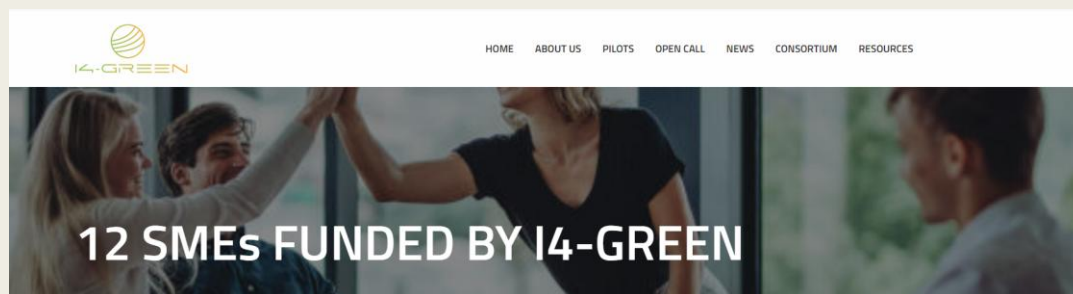 I4-GREEN
HOME ABOUT US PILOTS OPEN CALL NEWS CONSORTIUM RESOURCES
12 SMEs FUNDED BY I4-GREEN